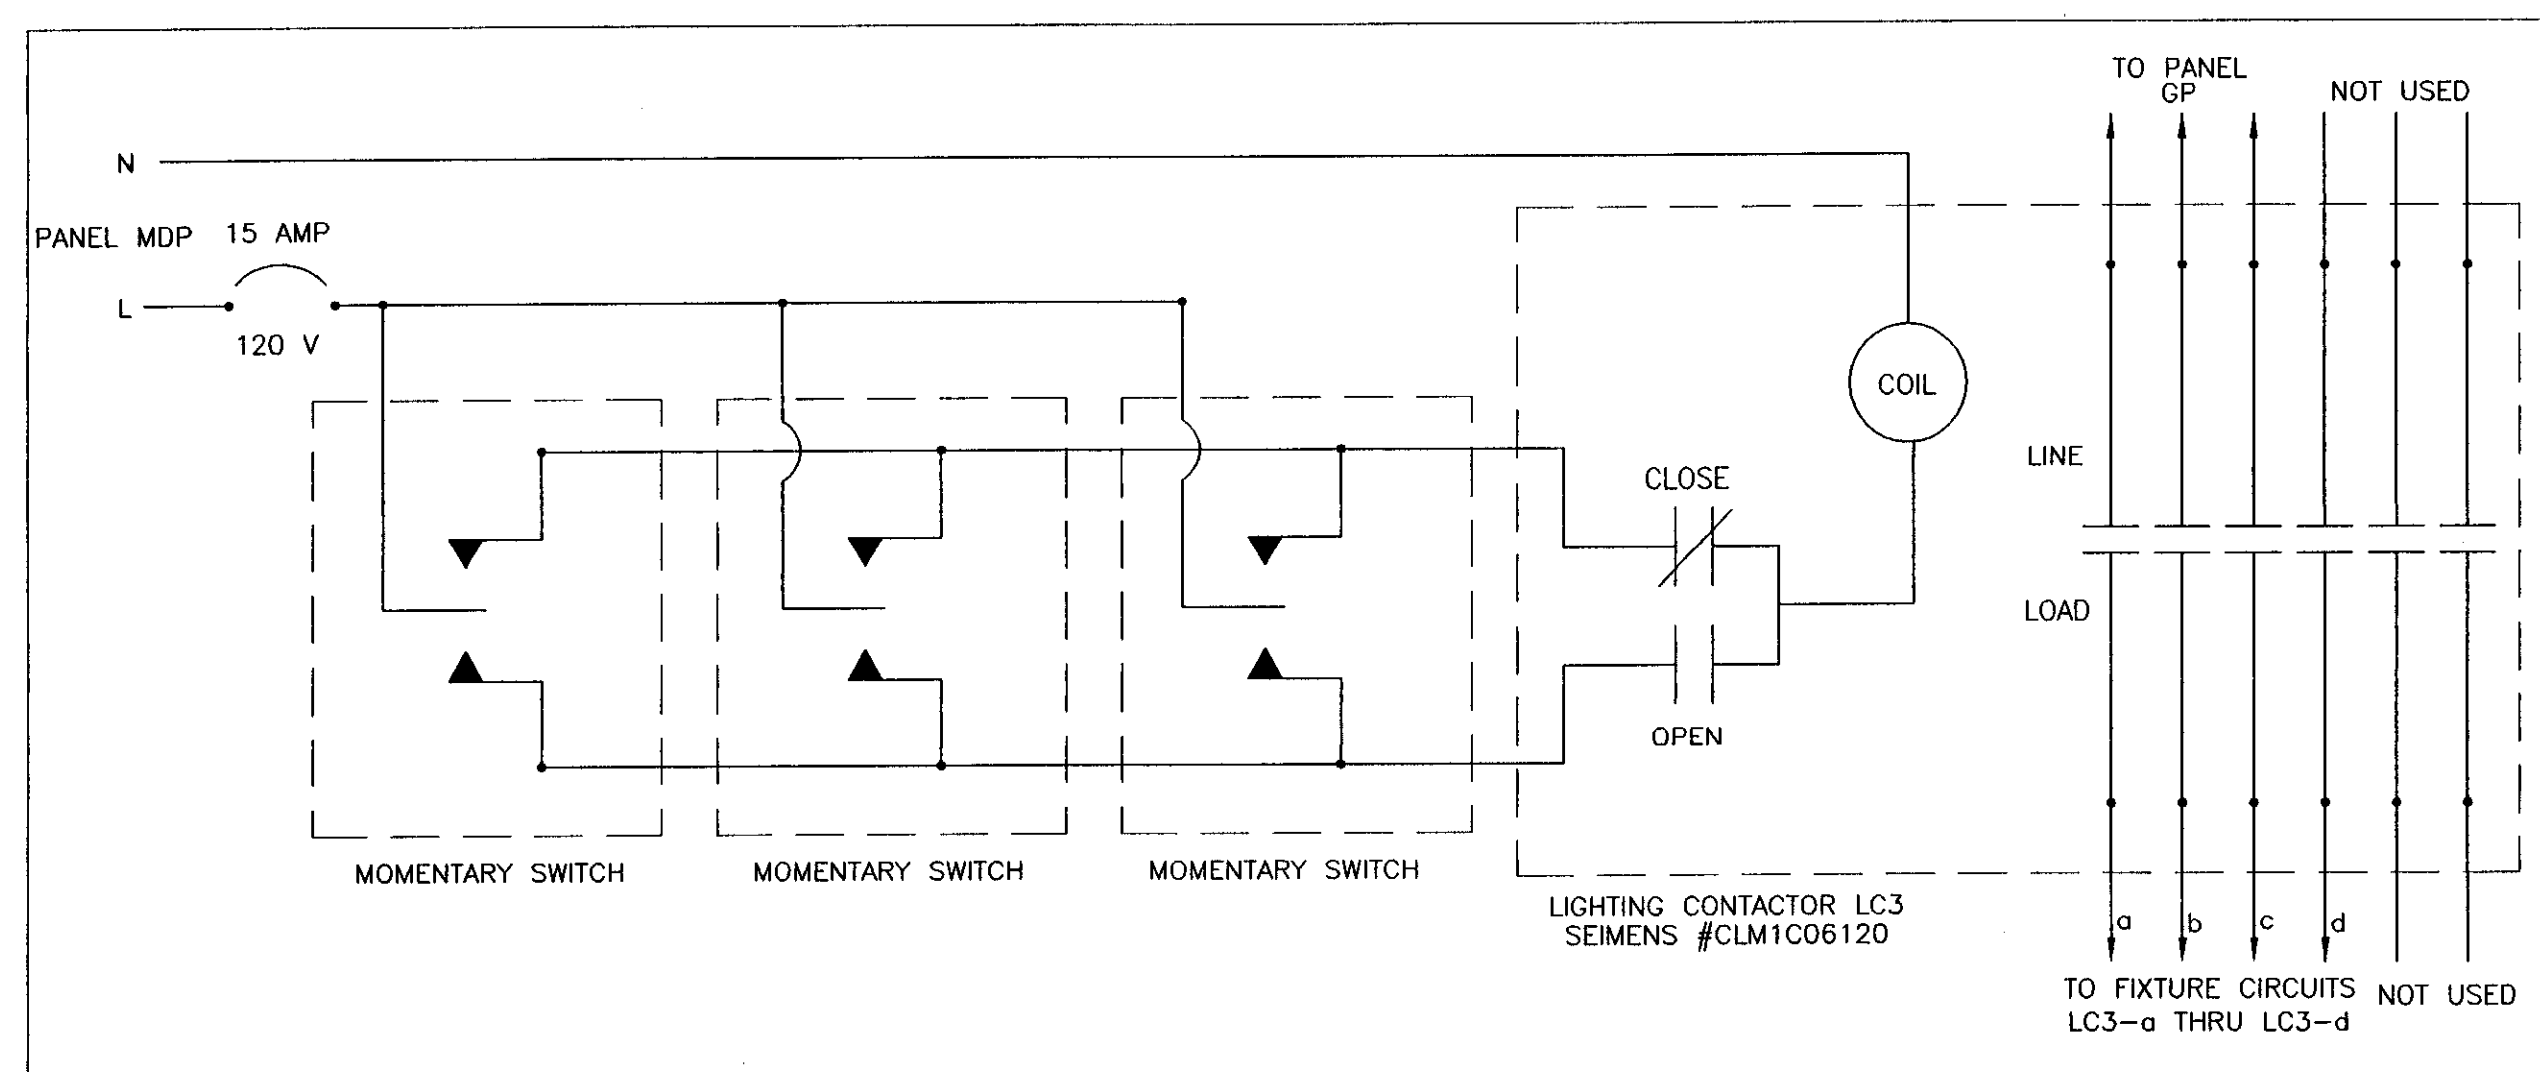 TO PANEL
GP
NOT USED
N
PANEL MDP
15 AMP
L
120 V
COIL
LINE
CLOSE
LOAD
OPEN
MOMENTARY SWITCH
MOMENTARY SWITCH
MOMENTARY SWITCH
LIGHTING CONTACTOR LC3
SEIMENS #CLM1C06120
a
b
c
d
TO FIXTURE CIRCUITS
LC3-a THRU LC3-d
NOT USED